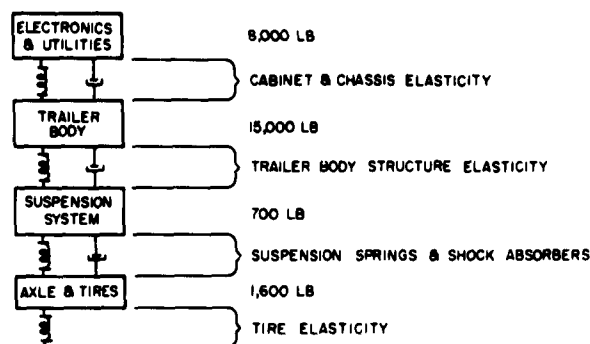 ELECTRONICS
& UTILITIES
8,000 LB
CABINET & CHASSIS ELASTICITY
TRAILER
BODY
15,000 LB
TRAILER BODY STRUCTURE ELASTICITY
SUSPENSION
SYSTEM
700 LB
SUSPENSION SPRINGS & SHOCK ABSORBERS
AXLE & TIRES
1,600 LB
TIRE ELASTICITY